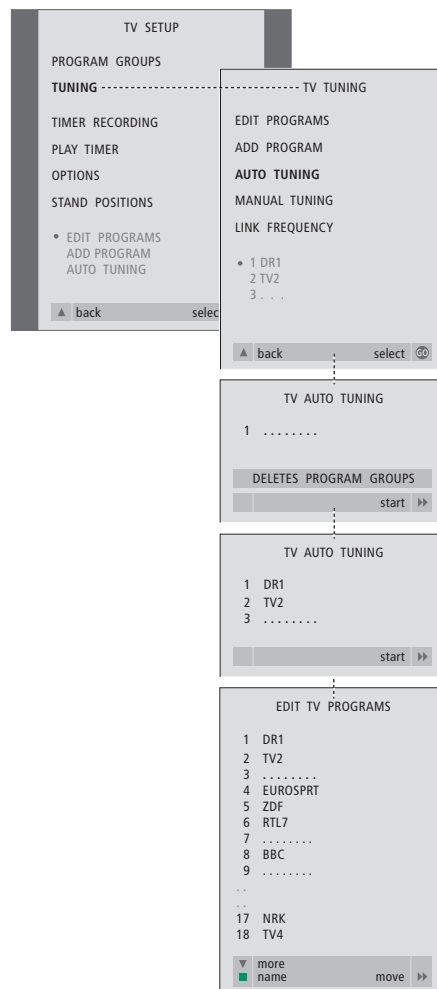 TV SETUP
PROGRAM GROUPS
TUNING
TIMER RECORDING
PLAY TIMER
OPTIONS
STAND POSITIONS
• EDIT PROGRAMS
ADD PROGRAM
AUTO TUNING
▲ back selec
TV TUNING
EDIT PROGRAMS
ADD PROGRAM
AUTO TUNING
MANUAL TUNING
LINK FREQUENCY
• 1 DR1
2 TV2
3 . . .
▲ back select GO
TV AUTO TUNING
1 ........
DELETES PROGRAM GROUPS
start
TV AUTO TUNING
1 DR1
2 TV2
3 ........
start
EDIT TV PROGRAMS
1 DR1
2 TV2
3 ........
4 EUROSPRT
5 ZDF
6 RTL7
7 ........
8 BBC
9 ........
. .
. .
17 NRK
18 TV4
▼ more
name move